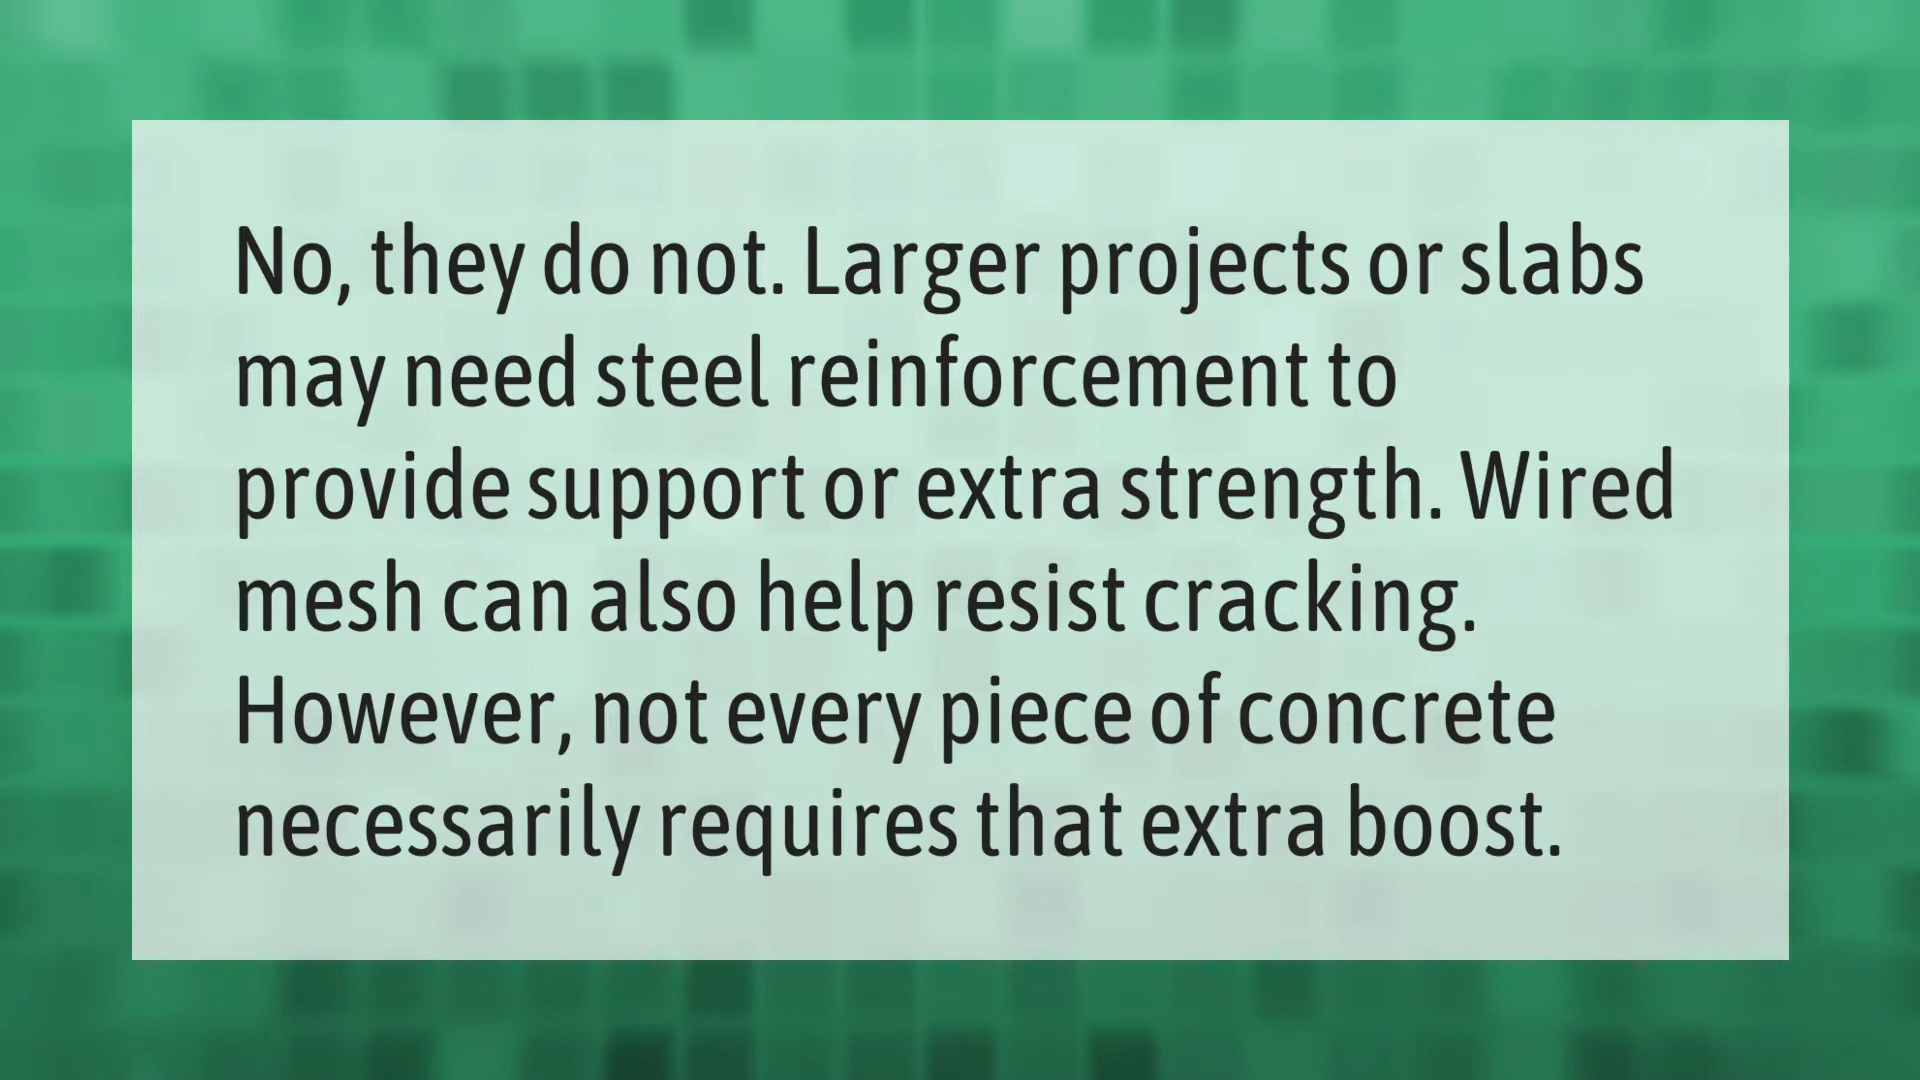 No, they do not. Larger projects or slabs
may need steel reinforcement to
provide support or extra strength. Wired
mesh can also help resist cracking.
However, not every piece of concrete
necessarily requires that extra boost.